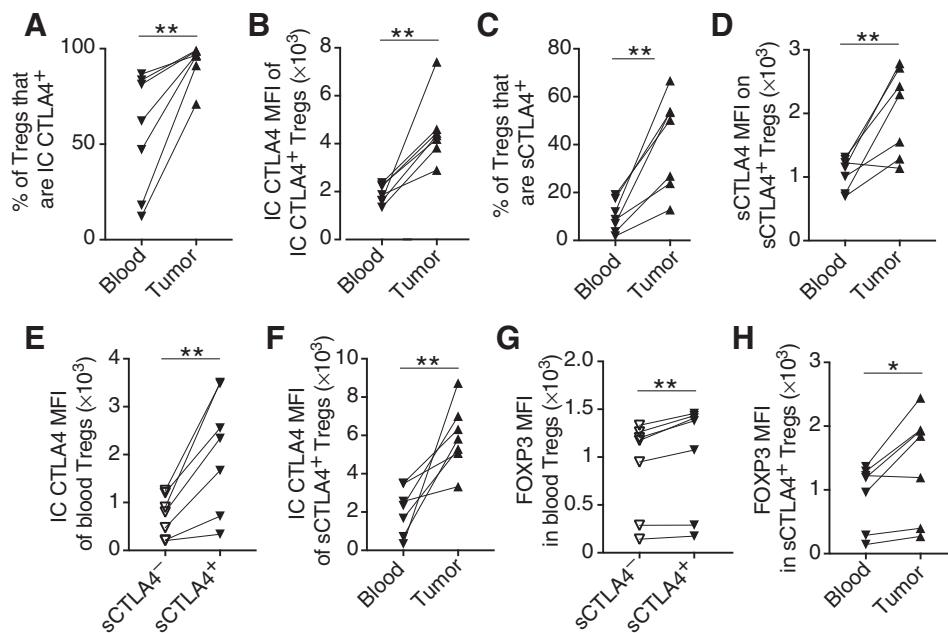 A
% of Tregs that
are IC CTLA4+
100
50
0
**
Blood
Tumor
B
IC CTLA4 MFI of
IC CTLA4+ Tregs (×10³)
8
6
4
2
0
**
Blood
Tumor
C
% of Tregs that
are sCTLA4+
80
60
40
20
0
**
Blood
Tumor
D
sCTLA4 MFI on
sCTLA4+ Tregs (×10³)
3
2
1
0
**
Blood
Tumor
E
IC CTLA4 MFI
of blood Tregs (×10³)
4
3
2
1
0
**
sCTLA4−
sCTLA4+
F
IC CTLA4 MFI
of sCTLA4+ Tregs (×10³)
10
8
6
4
2
0
**
Blood
Tumor
G
FOXP3 MFI
in blood Tregs (×10³)
2.0
1.5
1.0
0.5
0
**
sCTLA4−
sCTLA4+
H
FOXP3 MFI
in sCTLA4+ Tregs (×10³)
3
2
1
0
*
Blood
Tumor